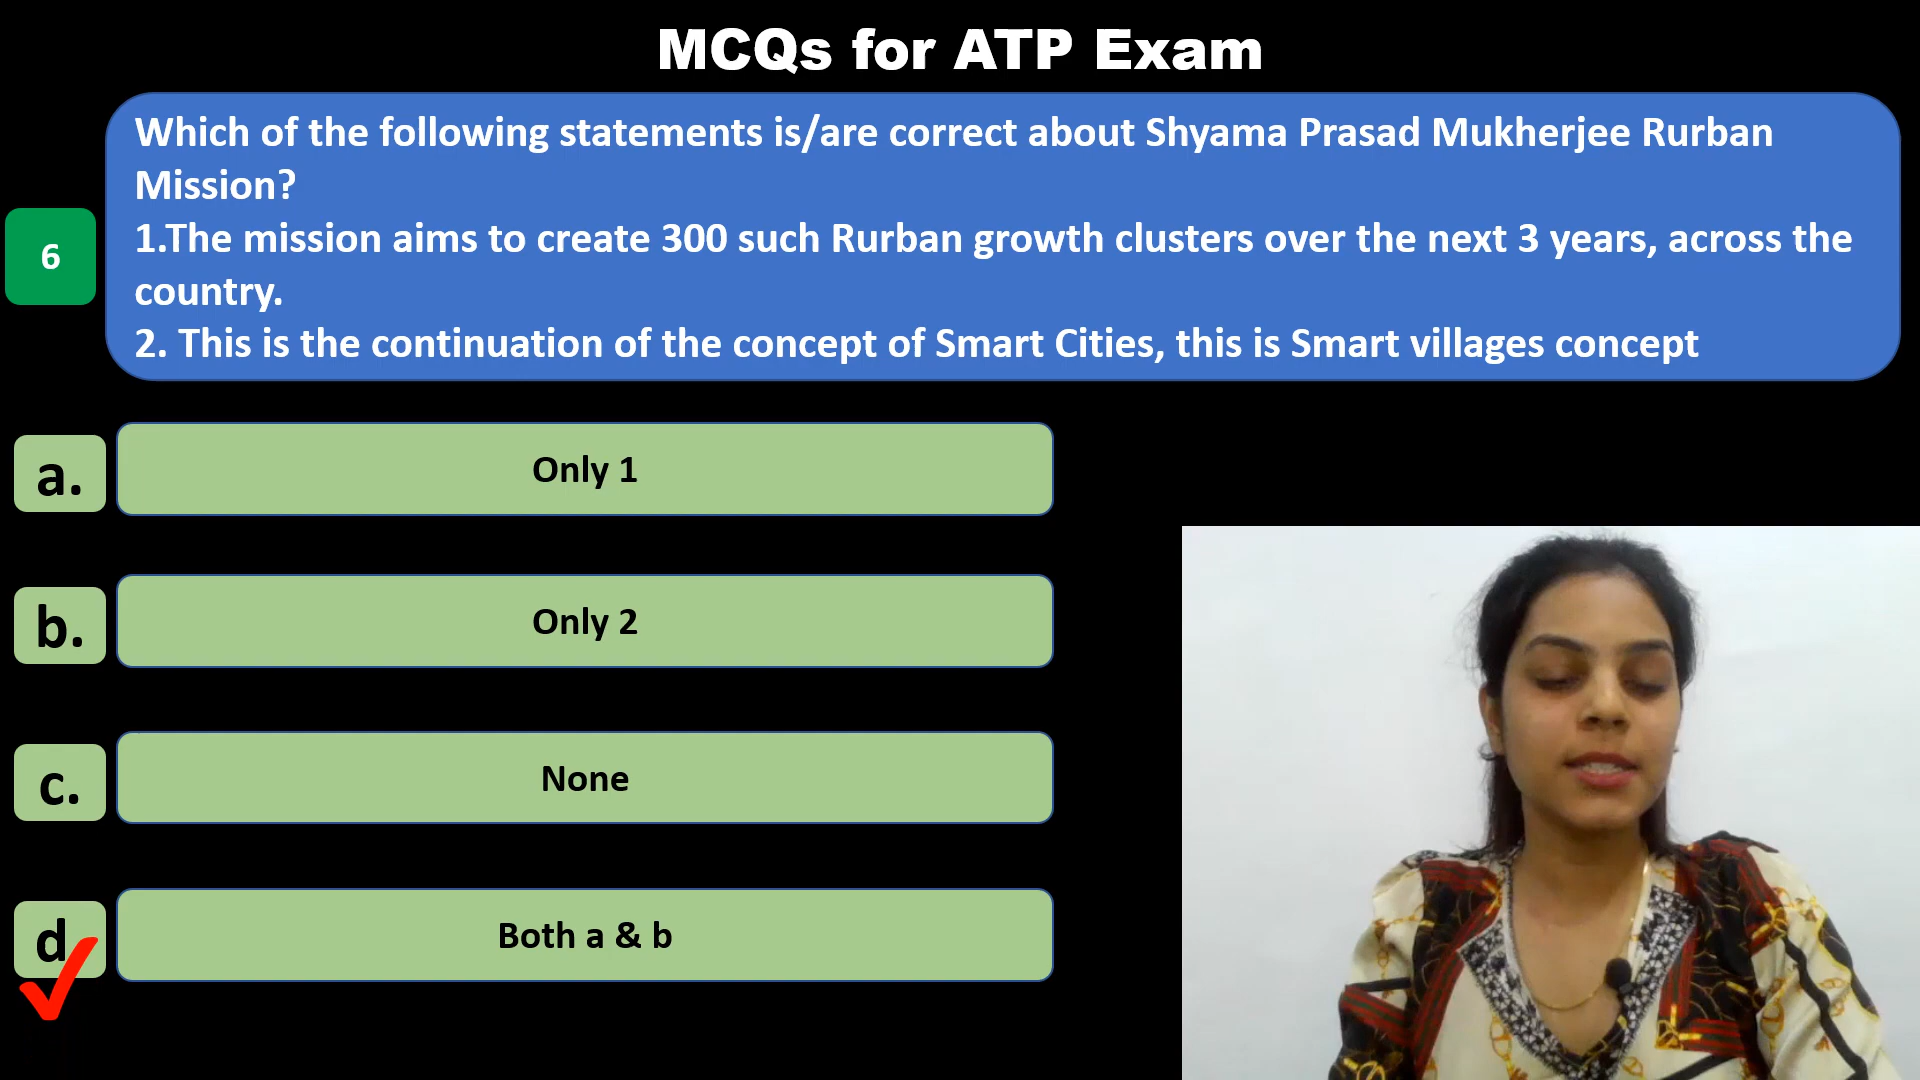 MCQs for ATP Exam
Which of the following statements is/are correct about Shyama Prasad Mukherjee Rurban
Mission?
1.The mission aims to create 300 such Rurban growth clusters over the next 3 years, across the
country.
2. This is the continuation of the concept of Smart Cities, this is Smart villages concept
6
a.
Only 1
b.
Only 2
c.
None
d
Both a & b